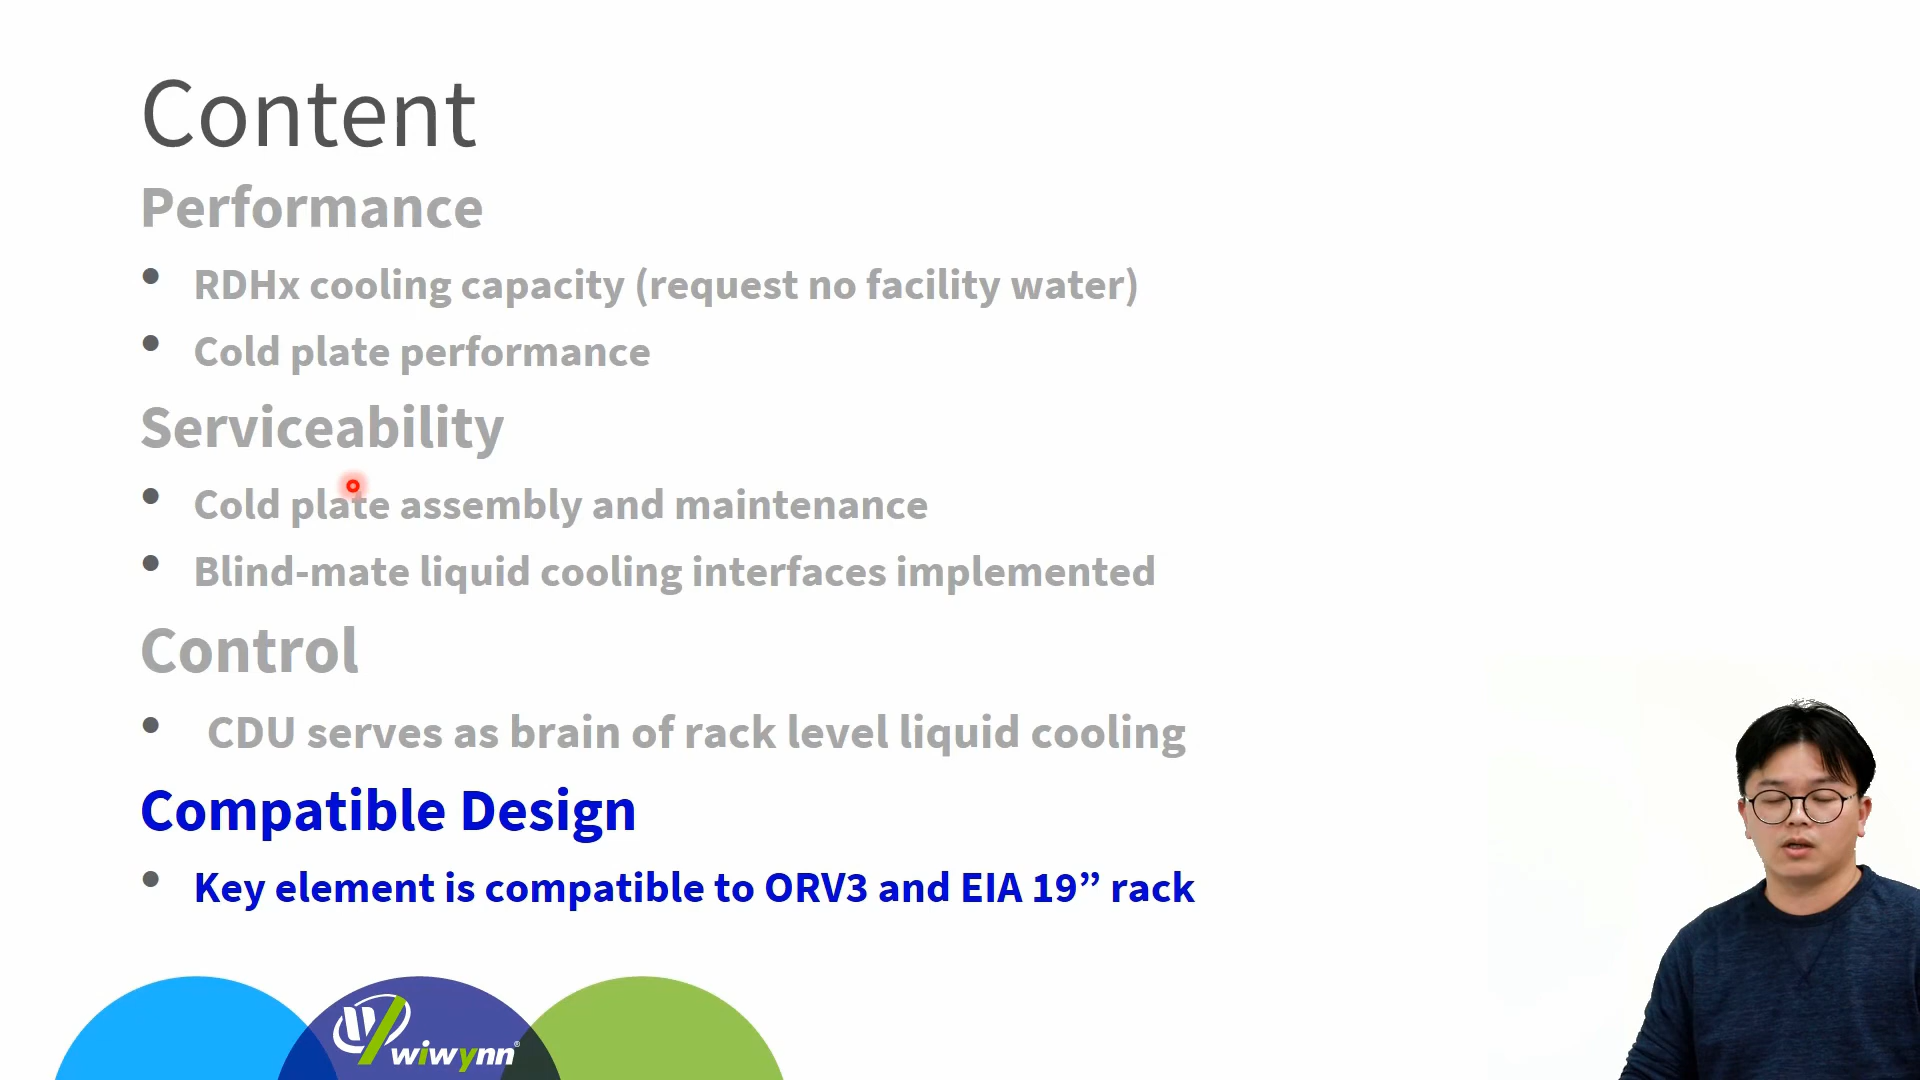 Content
Performance
• RDHx cooling capacity (request no facility water)
• Cold plate performance
Serviceability
• Cold plate assembly and maintenance
• Blind-mate liquid cooling interfaces implemented
Control
• CDU serves as brain of rack level liquid cooling
Compatible Design
• Key element is compatible to ORV3 and EIA 19” rack
wiwynn®